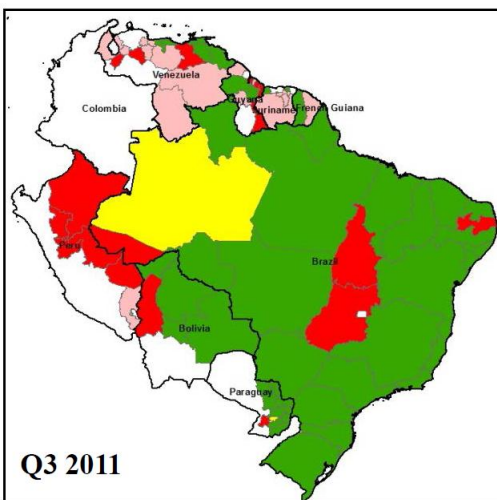 Venezuela
Colombia
Guyana
Suriname
French Guiana
Peru
Brazil
Bolivia
Paraguay
Q3 2011